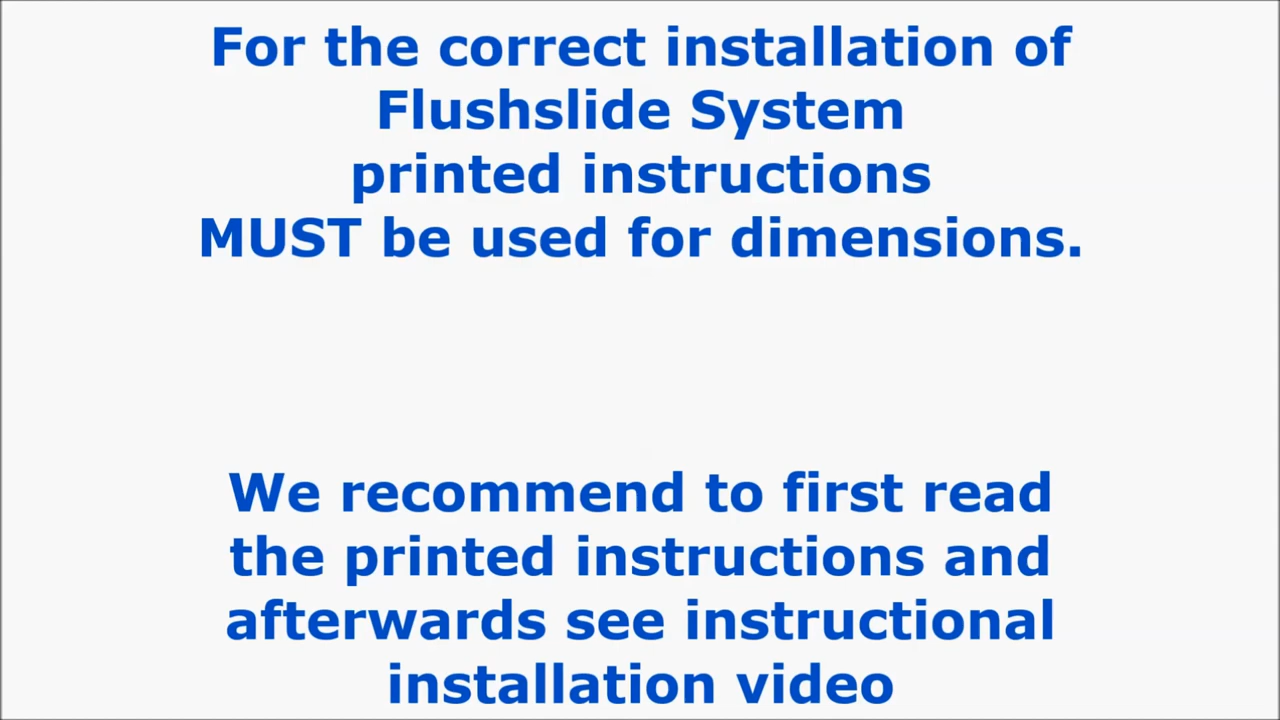 For the correct installation of
Flushslide System
printed instructions
MUST be used for dimensions.
We recommend to first read
the printed instructions and
afterwards see instructional
installation video